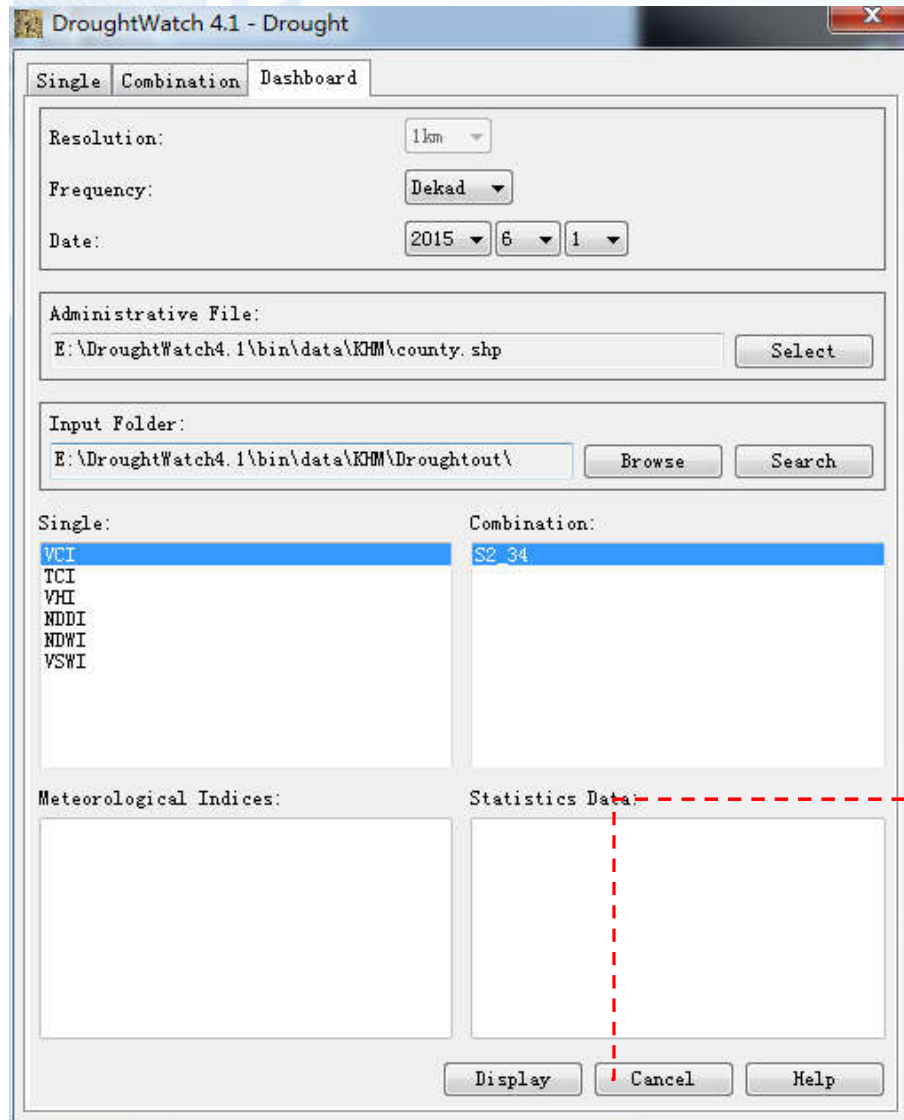 DroughtWatch 4.1 - Drought
Single Combination Dashboard
Resolution: 1km
Frequency: Dekad
Date: 2015 6 1
Administrative File:
E:\DroughtWatch4.1\bin\data\KHM\county.shp Select
Input Folder:
E:\DroughtWatch4.1\bin\data\KHM\Droughtout\ Browse Search
Single: Combination:
VCI S2_34
TCI
VHI
NDDI
NDWI
VSWI
Meteorological Indices: Statistics Data:
Display Cancel Help